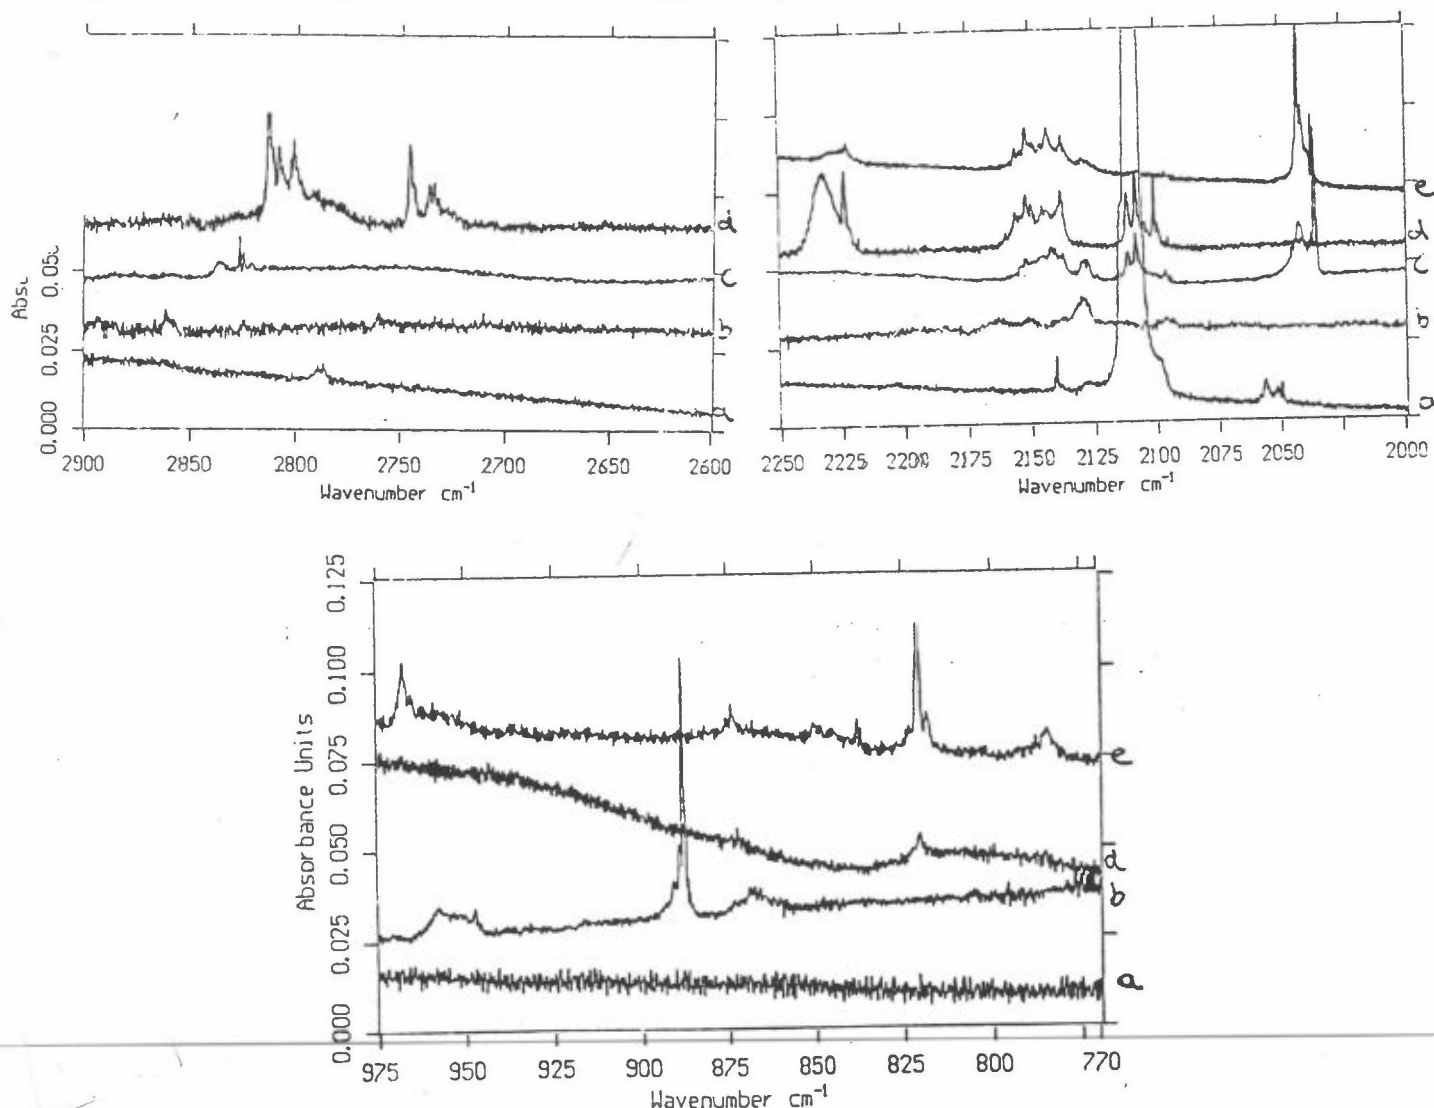 Abs
0.000 0.025 0.05
d
c
b
a
2900 2850 2800 2750 2700 2650 2600
Wavenumber cm⁻¹
e
d
c
b
a
2250 2225 2200 2175 2150 2125 2100 2075 2050 2000
Wavenumber cm⁻¹
Absorbance Units
0.000 0.025 0.050 0.075 0.100 0.125
e
d
b
a
975 950 925 900 875 850 825 800 770
Wavenumber cm⁻¹